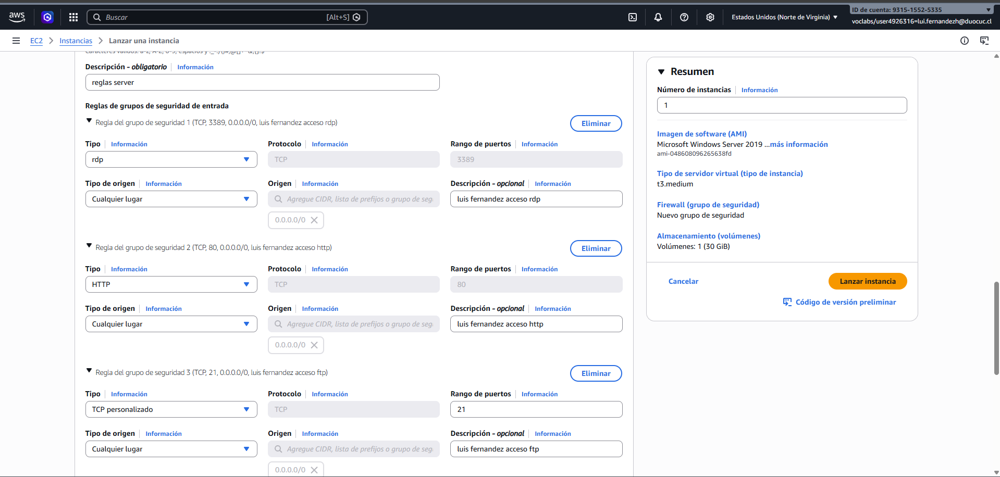 aws
Buscar
[Alt+S]
Estados Unidos (Norte de Virginia)
ID de cuenta: 9315-1552-5335
voclabs/user4926316=lui.fernandezh@duocuc.cl
EC2 > Instancias > Lanzar una instancia
Descripción - obligatorio | Información
reglas server
Reglas de grupos de seguridad de entrada
Regla del grupo de seguridad 1 (TCP, 3389, 0.0.0.0/0, luis fernandez acceso rdp)
Eliminar
Tipo | Información
Protocolo | Información
Rango de puertos | Información
rdp
TCP
3389
Tipo de origen | Información
Origen | Información
Descripción - opcional | Información
Cualquier lugar
Agregue CIDR, lista de prefijos o grupo de segu
luis fernandez acceso rdp
0.0.0.0/0
Regla del grupo de seguridad 2 (TCP, 80, 0.0.0.0/0, luis fernandez acceso http)
Eliminar
Tipo | Información
Protocolo | Información
Rango de puertos | Información
HTTP
TCP
80
Tipo de origen | Información
Origen | Información
Descripción - opcional | Información
Cualquier lugar
Agregue CIDR, lista de prefijos o grupo de segu
luis fernandez acceso http
0.0.0.0/0
Regla del grupo de seguridad 3 (TCP, 21, 0.0.0.0/0, luis fernandez acceso ftp)
Eliminar
Tipo | Información
Protocolo | Información
Rango de puertos | Información
TCP personalizado
TCP
21
Tipo de origen | Información
Origen | Información
Descripción - opcional | Información
Cualquier lugar
Agregue CIDR, lista de prefijos o grupo de segu
luis fernandez acceso ftp
0.0.0.0/0
Resumen
Número de instancias | Información
1
Imagen de software (AMI)
Microsoft Windows Server 2019 ...más información
ami-048608096265638fd
Tipo de servidor virtual (tipo de instancia)
t3.medium
Firewall (grupo de seguridad)
Nuevo grupo de seguridad
Almacenamiento (volúmenes)
Volúmenes: 1 (30 GiB)
Cancelar
Lanzar instancia
Código de versión preliminar